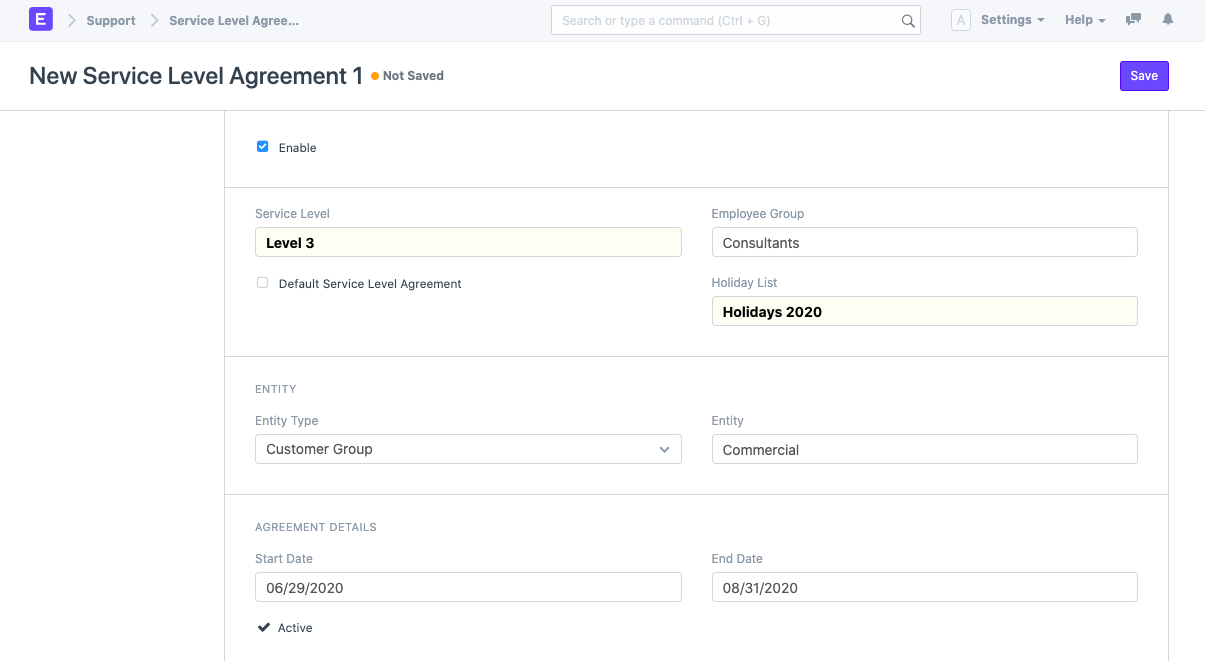 E Support Service Level Agree... Search or type a command (Ctrl + G) A Settings Help
New Service Level Agreement 1 Not Saved Save
Enable
Service Level Employee Group
Level 3 Consultants
Default Service Level Agreement Holiday List
Holidays 2020
ENTITY
Entity Type Entity
Customer Group Commercial
AGREEMENT DETAILS
Start Date End Date
06/29/2020 08/31/2020
Active